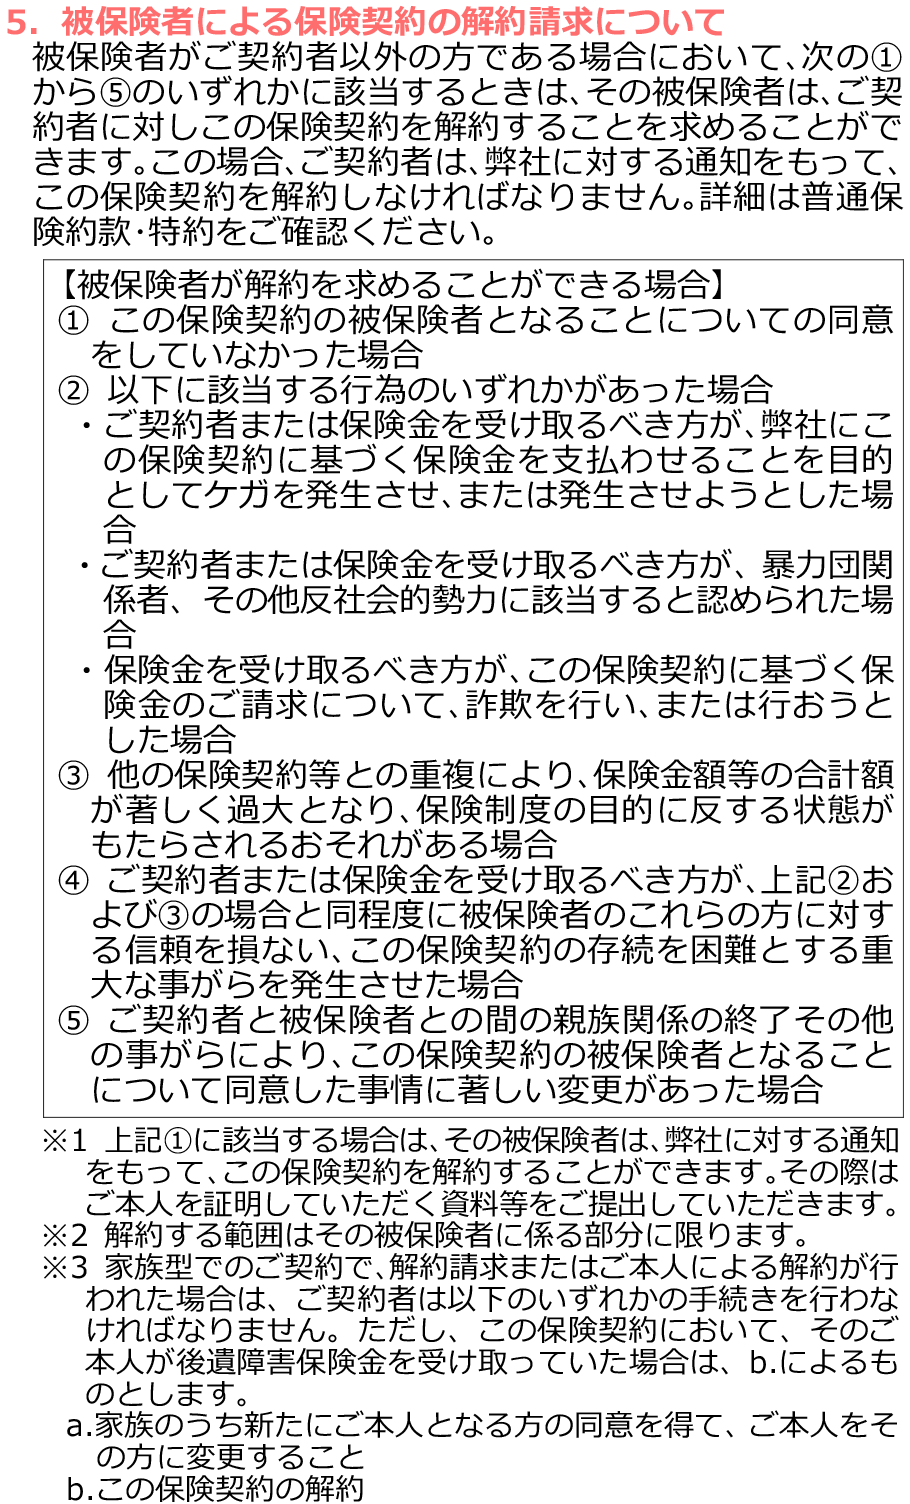 5. 被保険者による保険契約の解約請求について
被保険者がご契約者以外の方である場合において、次の①
から⑤のいずれかに該当するときは、その被保険者は、ご契
約者に対しこの保険契約を解約することを求めることがで
きます。この場合、ご契約者は、弊社に対する通知をもって、
この保険契約を解約しなければなりません。詳細は普通保
険約款・特約をご確認ください。
【被保険者が解約を求めることができる場合】
① この保険契約の被保険者となることについての同意
をしていなかった場合
② 以下に該当する行為のいずれかがあった場合
・ご契約者または保険金を受け取るべき方が、弊社にこ
の保険契約に基づく保険金を支払わせることを目的
としてケガを発生させ、または発生させようとした場
合
・ご契約者または保険金を受け取るべき方が、暴力団関
係者、その他反社会的勢力に該当すると認められた場
合
・保険金を受け取るべき方が、この保険契約に基づく保
険金のご請求について、詐欺を行い、または行おうと
した場合
③ 他の保険契約等との重複により、保険金額等の合計額
が著しく過大となり、保険制度の目的に反する状態が
もたらされるおそれがある場合
④ ご契約者または保険金を受け取るべき方が、上記②お
よび③の場合と同程度に被保険者のこれらの方に対す
る信頼を損ない、この保険契約の存続を困難とする重
大な事がらを発生させた場合
⑤ ご契約者と被保険者との間の親族関係の終了その他
の事がらにより、この保険契約の被保険者となること
について同意した事情に著しい変更があった場合
※1 上記①に該当する場合は、その被保険者は、弊社に対する通知
をもって、この保険契約を解約することができます。その際は
ご本人を証明していただく資料等をご提出していただきます。
※2 解約する範囲はその被保険者に係る部分に限ります。
※3 家族型でのご契約で、解約請求またはご本人による解約が行
われた場合は、ご契約者は以下のいずれかの手続きを行わな
ければなりません。ただし、この保険契約において、そのご
本人が後遺障害保険金を受け取っていた場合は、b.によるも
のとします。
a.家族のうち新たにご本人となる方の同意を得て、ご本人をそ
の方に変更すること
b.この保険契約の解約